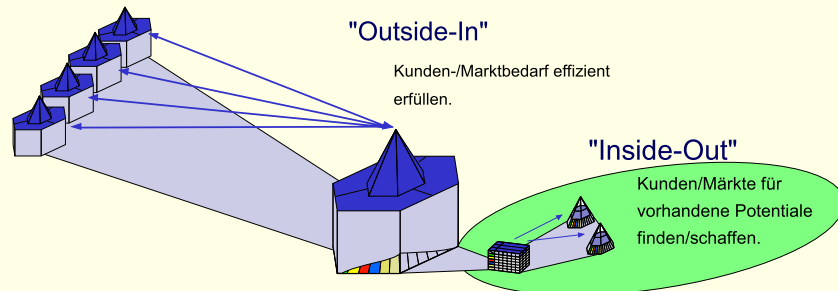 "Outside-In"
Kunden-/Marktbedarf effizient
erfüllen.
"Inside-Out"
Kunden/Märkte für
vorhandene Potentiale
finden/schaffen.